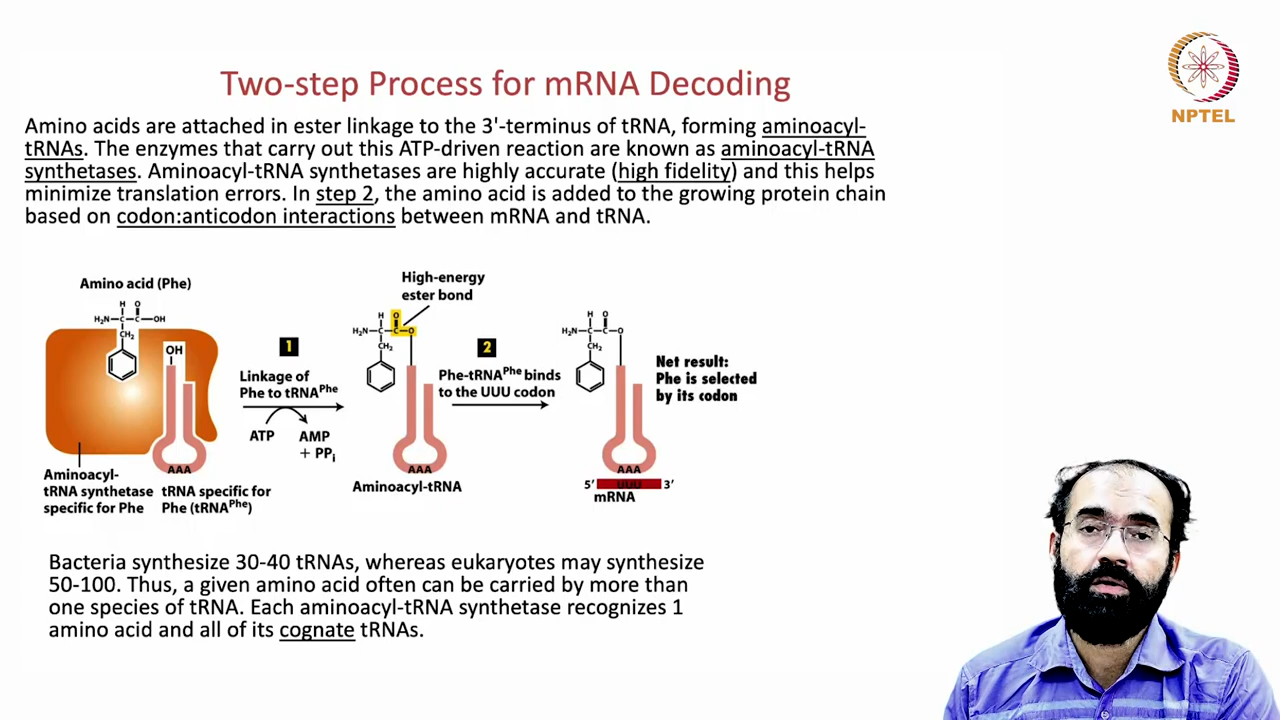 NPTEL
Two-step Process for mRNA Decoding
Amino acids are attached in ester linkage to the 3'-terminus of tRNA, forming aminoacyl-
tRNAs. The enzymes that carry out this ATP-driven reaction are known as aminoacyl-tRNA
synthetases. Aminoacyl-tRNA synthetases are highly accurate (high fidelity) and this helps
minimize translation errors. In step 2, the amino acid is added to the growing protein chain
based on codon:anticodon interactions between mRNA and tRNA.
Amino acid (Phe)
H O
H₂N—C—C—OH
CH₂
OH
AAA
Aminoacyl-
tRNA synthetase
specific for Phe
tRNA specific for
Phe (tRNAPhe)
1
Linkage of
Phe to tRNAPhe
ATP
AMP
+ PPi
High-energy
ester bond
H O
H₂N—C—C—O
CH₂
AAA
Aminoacyl-tRNA
2
Phe-tRNAPhe binds
to the UUU codon
H O
H₂N—C—C—O
CH₂
AAA
5' UUU 3'
mRNA
Net result:
Phe is selected
by its codon
Bacteria synthesize 30-40 tRNAs, whereas eukaryotes may synthesize
50-100. Thus, a given amino acid often can be carried by more than
one species of tRNA. Each aminoacyl-tRNA synthetase recognizes 1
amino acid and all of its cognate tRNAs.